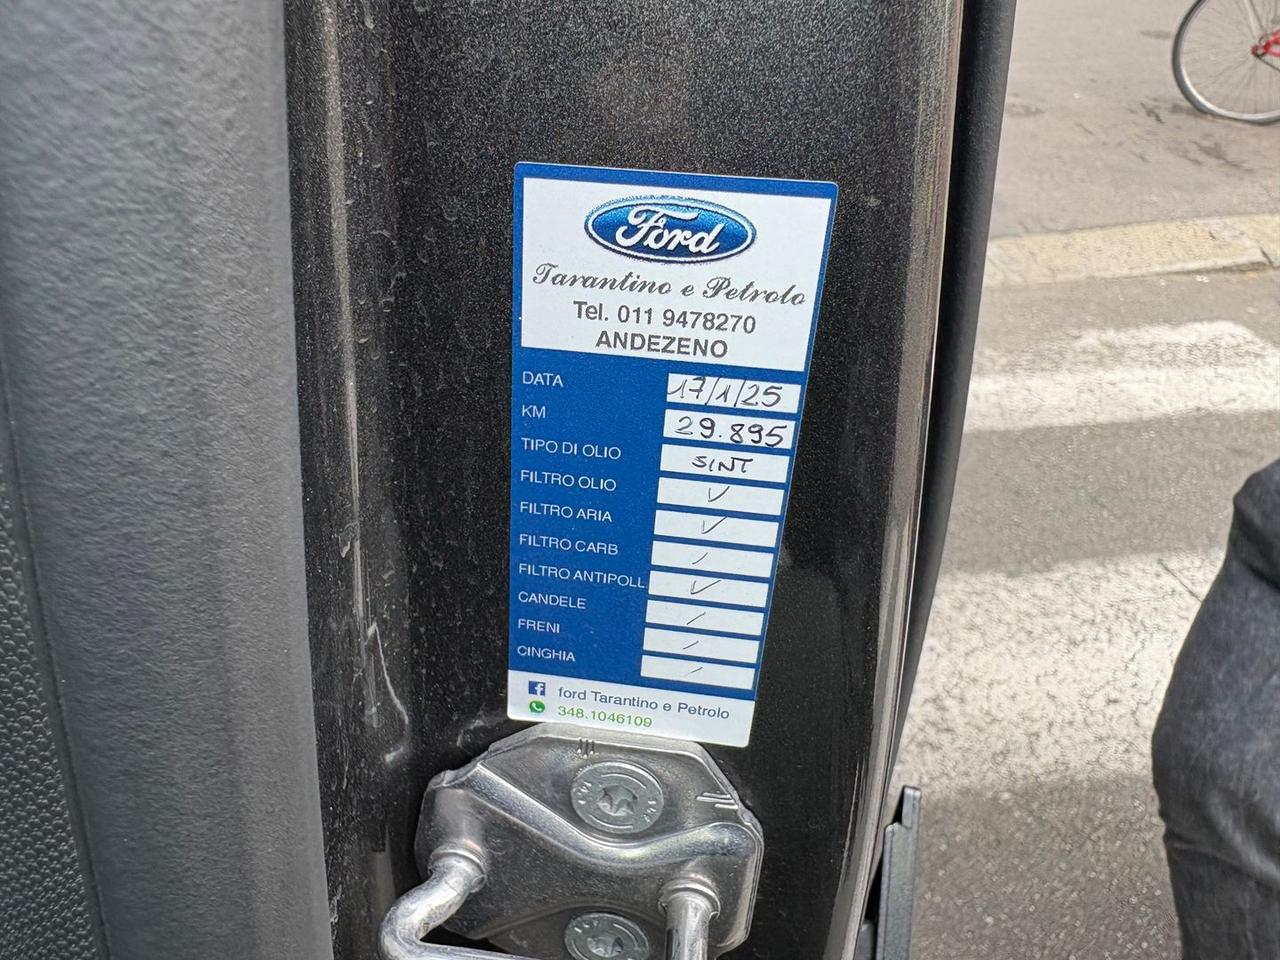 Ford
Tarantino e Petrolo
Tel. 011 9478270
ANDEZENO
DATA 17/1/25
KM 29.895
TIPO DI OLIO SINT
FILTRO OLIO ✓
FILTRO ARIA ✓
FILTRO CARB /
FILTRO ANTIPOLL. ✓
CANDELE /
FRENI /
CINGHIA /
ford Tarantino e Petrolo
348.1046109